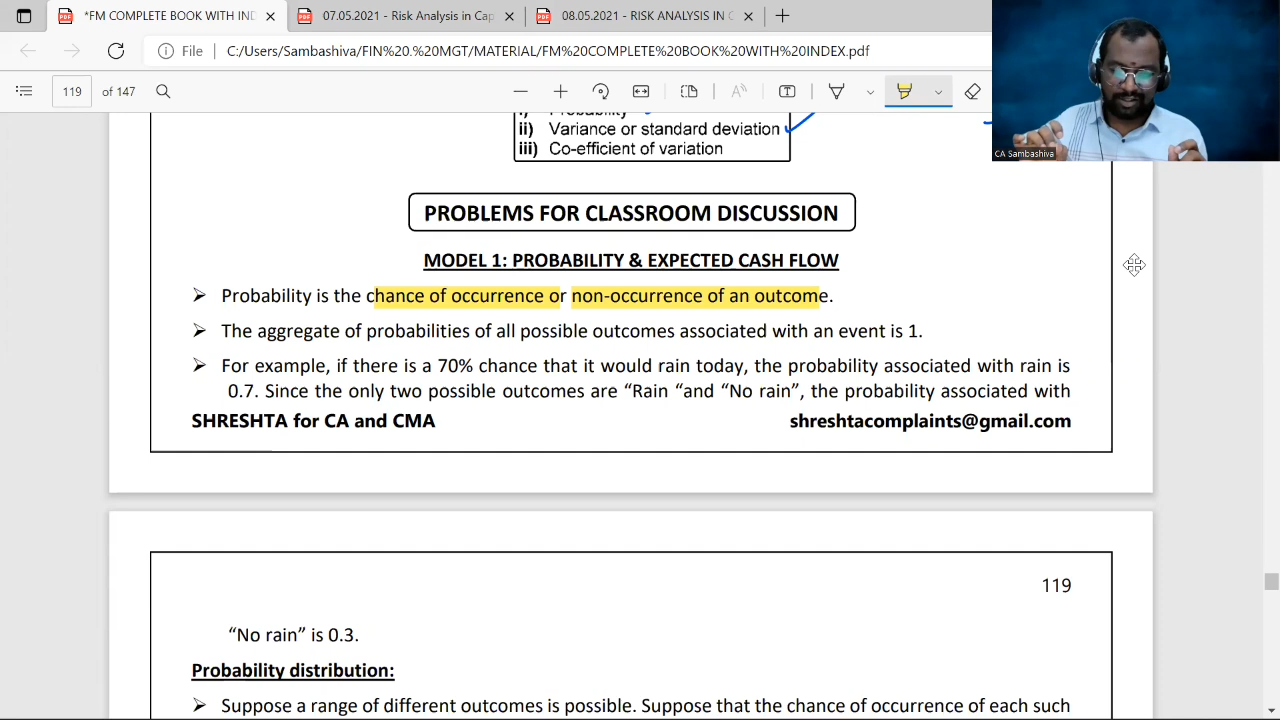 *FM COMPLETE BOOK WITH IND
07.05.2021 - Risk Analysis in Cap
08.05.2021 - RISK ANALYSIS IN C
File
C:/Users/Sambashiva/FIN%20.%20MGT/MATERIAL/FM%20COMPLETE%20BOOK%20WITH%20INDEX.pdf
119 of 147
i) Probability
ii) Variance or standard deviation
iii) Co-efficient of variation
CA Sambashiva
PROBLEMS FOR CLASSROOM DISCUSSION
MODEL 1: PROBABILITY & EXPECTED CASH FLOW
Probability is the chance of occurrence or non-occurrence of an outcome.
The aggregate of probabilities of all possible outcomes associated with an event is 1.
For example, if there is a 70% chance that it would rain today, the probability associated with rain is
0.7. Since the only two possible outcomes are “Rain “and “No rain”, the probability associated with
SHRESHTA for CA and CMA shreshtacomplaints@gmail.com
119
“No rain” is 0.3.
Probability distribution:
Suppose a range of different outcomes is possible. Suppose that the chance of occurrence of each such